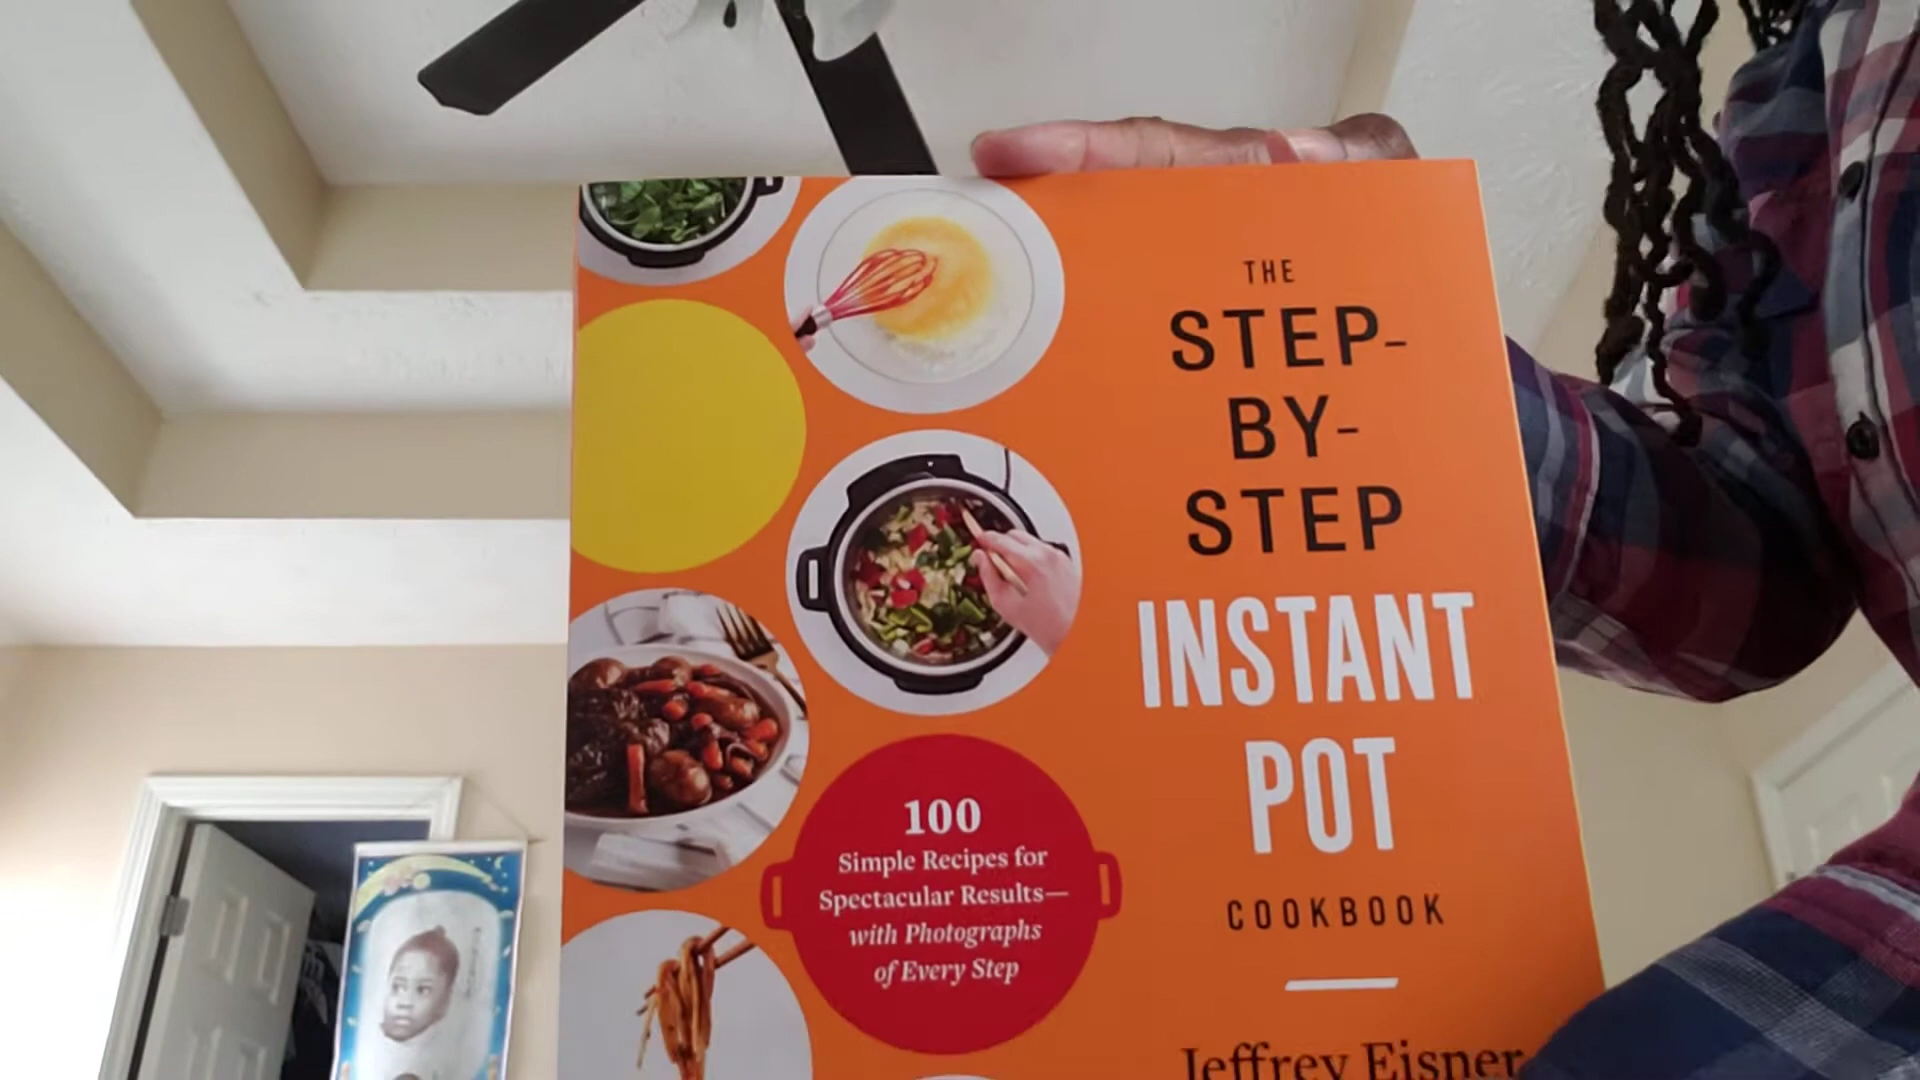 THE
STEP-
BY-
STEP
INSTANT
POT
COOKBOOK
100
Simple Recipes for
Spectacular Results—
with Photographs
of Every Step
Jeffrey Eisner